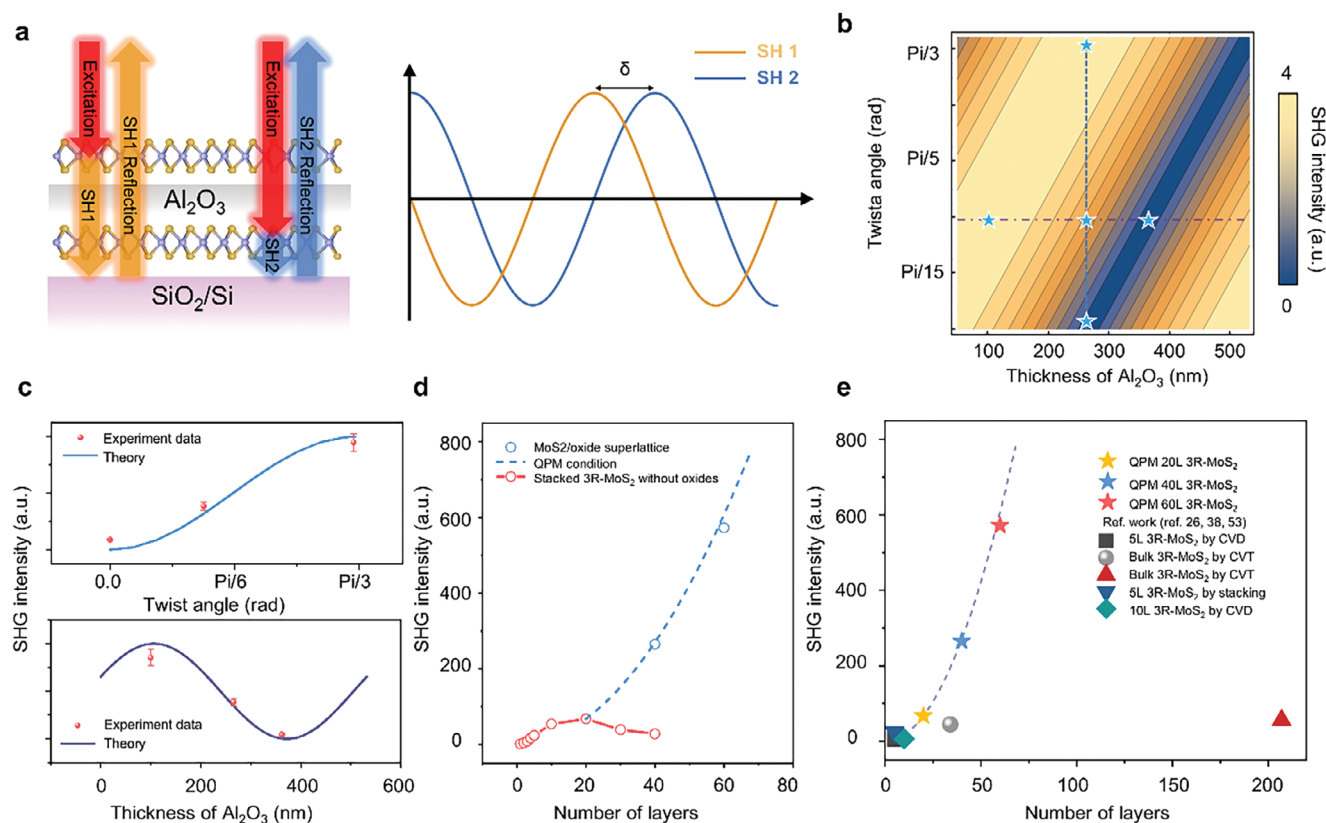 a
Excitation
SH1 Reflection
SH1
Al2O3
Excitation
SH2 Reflection
SH2
SiO2/Si
SH 1
SH 2
δ
b
Twista angle (rad)
Pi/3
Pi/5
Pi/15
100 200 300 400 500
Thickness of Al2O3 (nm)
4
0
SHG intensity (a.u.)
c
SHG intensity (a.u.)
Experiment data
Theory
0.0 Pi/6 Pi/3
Twist angle (rad)
Experiment data
Theory
0 200 400 600
Thickness of Al2O3 (nm)
d
SHG intensity (a.u.)
800
600
400
200
0
MoS2/oxide superlattice
QPM condition
Stacked 3R-MoS2 without oxides
0 20 40 60 80
Number of layers
e
SHG intensity (a.u.)
800
600
400
200
0
QPM 20L 3R-MoS2
QPM 40L 3R-MoS2
QPM 60L 3R-MoS2
Ref. work (ref. 26, 38, 53)
5L 3R-MoS2 by CVD
Bulk 3R-MoS2 by CVT
Bulk 3R-MoS2 by CVT
5L 3R-MoS2 by stacking
10L 3R-MoS2 by CVD
0 50 100 150 200
Number of layers